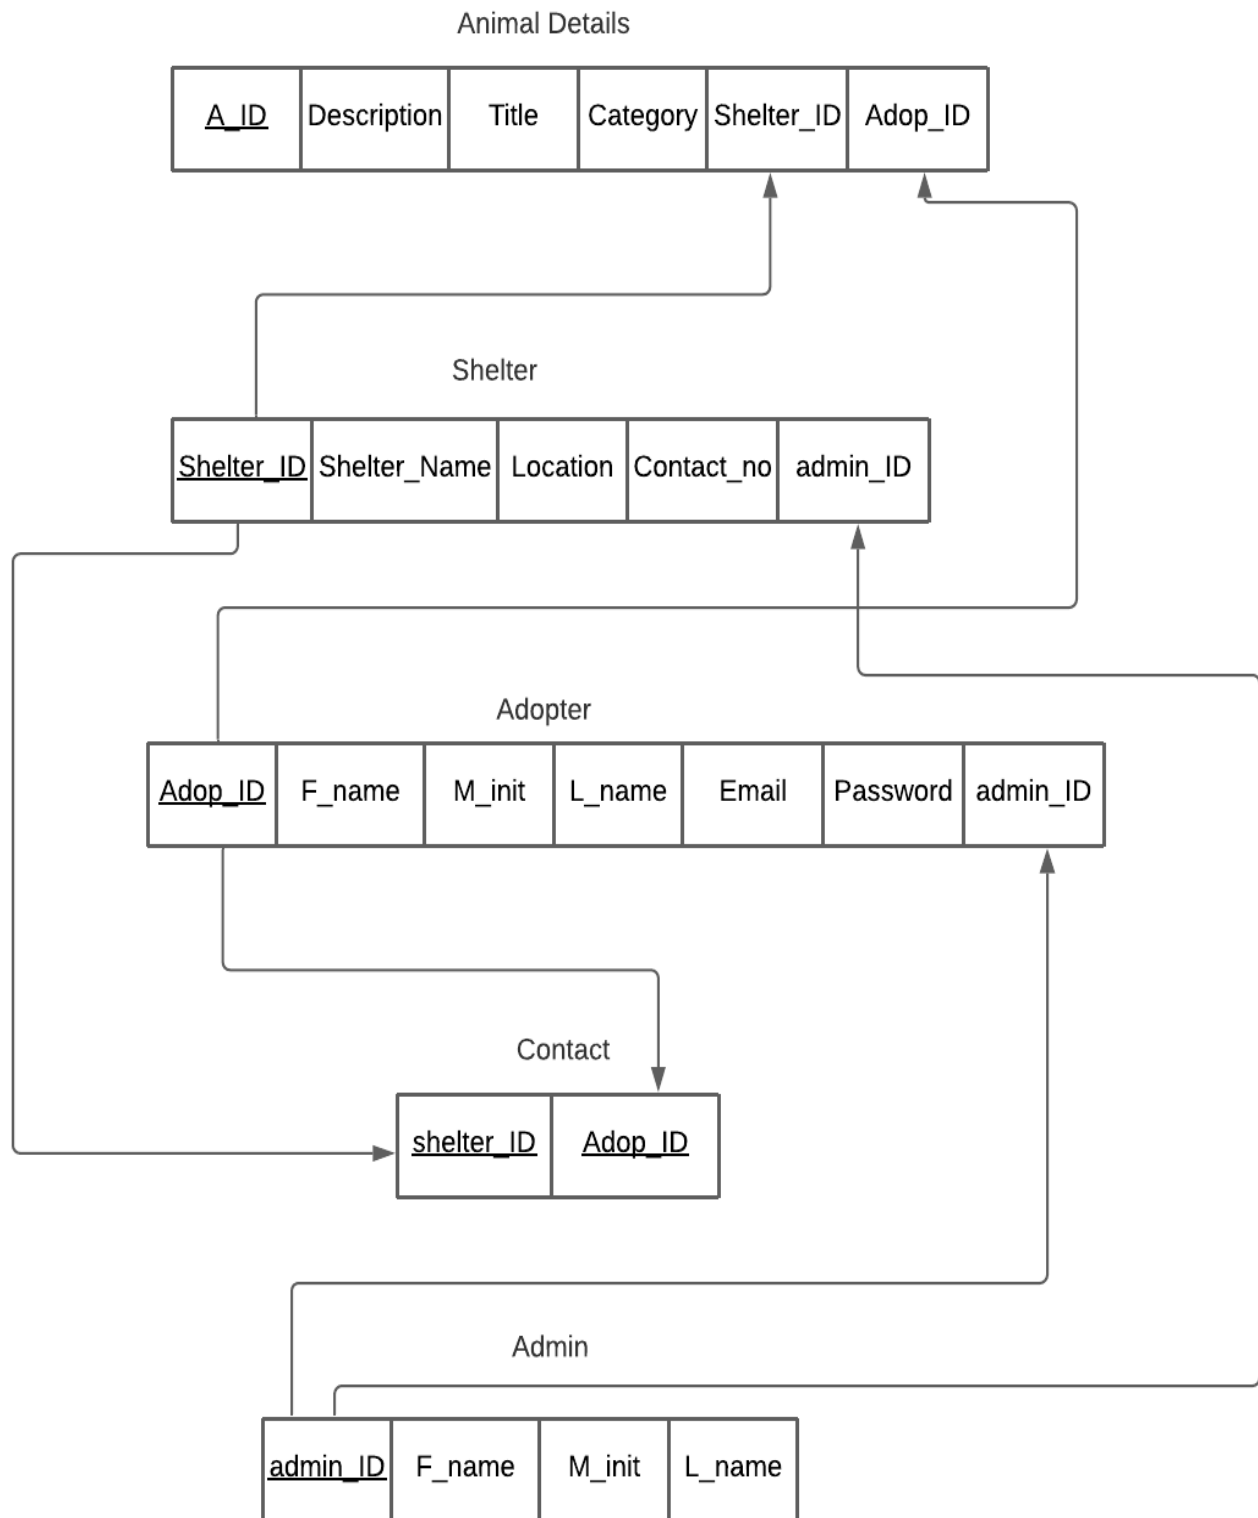 Animal Details
A_ID Description Title Category Shelter_ID Adop_ID
Shelter
Shelter_ID Shelter_Name Location Contact_no admin_ID
Adopter
Adop_ID F_name M_init L_name Email Password admin_ID
Contact
shelter_ID Adop_ID
Admin
admin_ID F_name M_init L_name